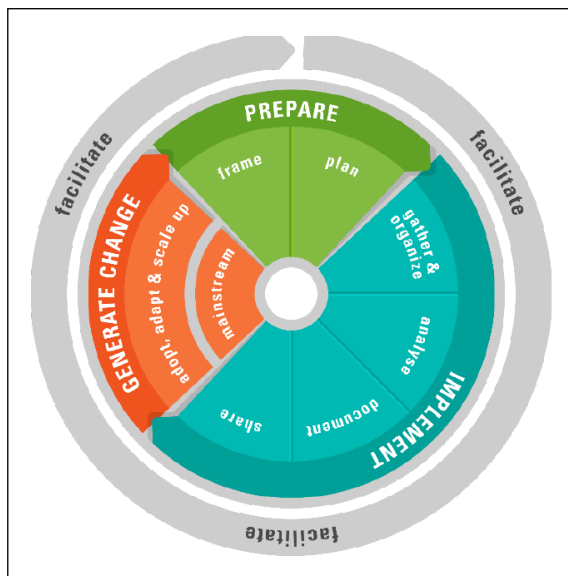 facilitate
PREPARE
frame
plan
facilitate
gather &
organize
analyse
IMPLEMENT
document
share
GENERATE CHANGE
adopt, adapt & scale up
mainstream
facilitate